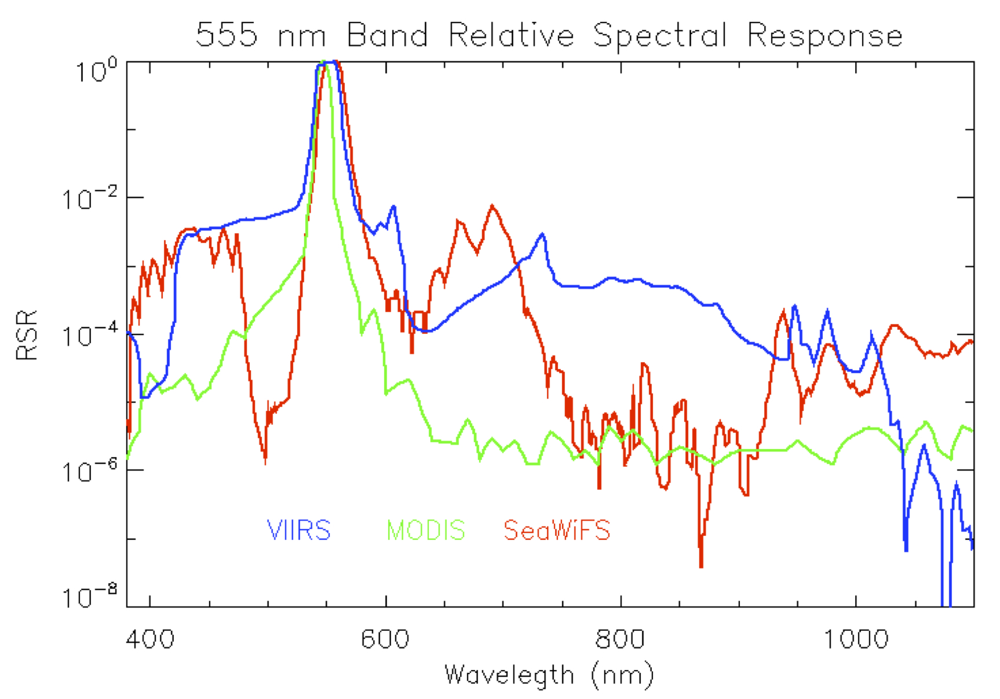 555 nm Band Relative Spectral Response
10⁰
10⁻²
10⁻⁴
10⁻⁶
10⁻⁸
RSR
VIIRS MODIS SeaWiFS
400 600 800 1000
Wavelegth (nm)